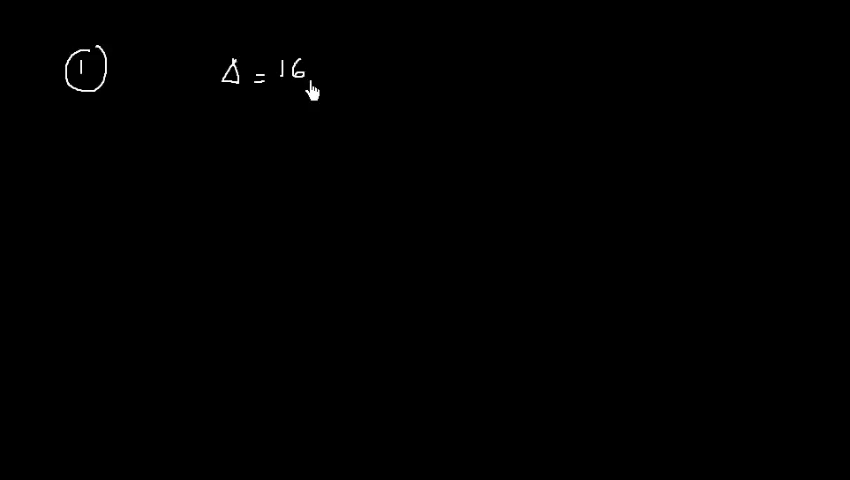 ① Δ = 16